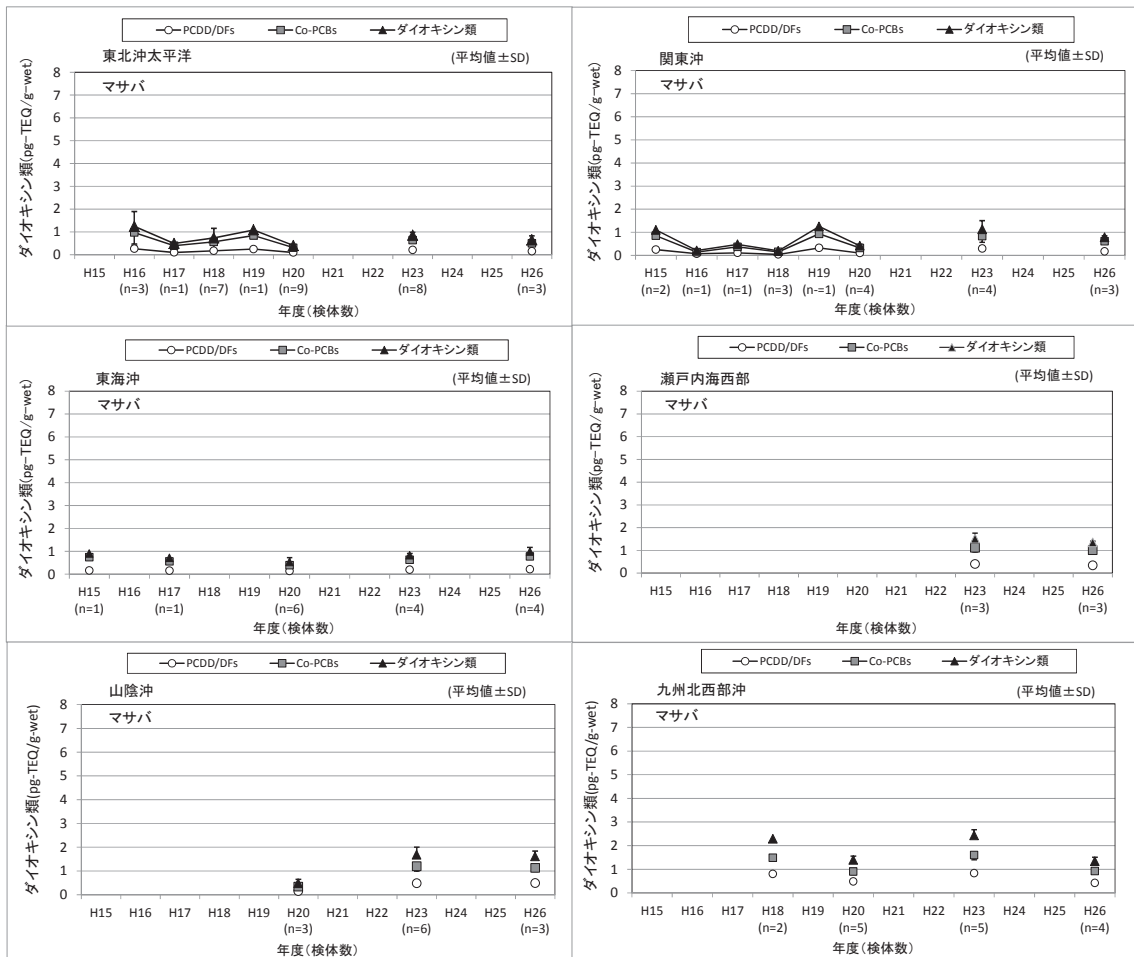 PCDD/DFs Co-PCBs ダイオキシン類
東北沖太平洋 (平均値±SD)
マサバ
ダイオキシン類(pg-TEQ/g-wet)
8
7
6
5
4
3
2
1
0
H15 H16 H17 H18 H19 H20 H21 H22 H23 H24 H25 H26
(n=3) (n=1) (n=7) (n=1) (n=9) (n=8) (n=3)
年度(検体数)
PCDD/DFs Co-PCBs ダイオキシン類
関東沖 (平均値±SD)
マサバ
ダイオキシン類(pg-TEQ/g-wet)
8
7
6
5
4
3
2
1
0
H15 H16 H17 H18 H19 H20 H21 H22 H23 H24 H25 H26
(n=2) (n=1) (n=1) (n=3) (n-=1) (n=4) (n=4) (n=3)
年度(検体数)
PCDD/DFs Co-PCBs ダイオキシン類
東海沖 (平均値±SD)
マサバ
ダイオキシン類(pg-TEQ/g-wet)
8
7
6
5
4
3
2
1
0
H15 H16 H17 H18 H19 H20 H21 H22 H23 H24 H25 H26
(n=1) (n=1) (n=6) (n=4) (n=4)
年度(検体数)
PCDD/DFs Co-PCBs ダイオキシン類
瀬戸内海西部 (平均値±SD)
マサバ
ダイオキシン類(pg-TEQ/g-wet)
8
7
6
5
4
3
2
1
0
H15 H16 H17 H18 H19 H20 H21 H22 H23 H24 H25 H26
(n=3) (n=3)
年度(検体数)
PCDD/DFs Co-PCBs ダイオキシン類
山陰沖 (平均値±SD)
マサバ
ダイオキシン類(pg-TEQ/g-wet)
8
7
6
5
4
3
2
1
0
H15 H16 H17 H18 H19 H20 H21 H22 H23 H24 H25 H26
(n=3) (n=6) (n=3)
年度(検体数)
PCDD/DFs Co-PCBs ダイオキシン類
九州北西部沖 (平均値±SD)
マサバ
ダイオキシン類(pg-TEQ/g-wet)
8
7
6
5
4
3
2
1
0
H15 H16 H17 H18 H19 H20 H21 H22 H23 H24 H25 H26
(n=2) (n=5) (n=5) (n=4)
年度(検体数)